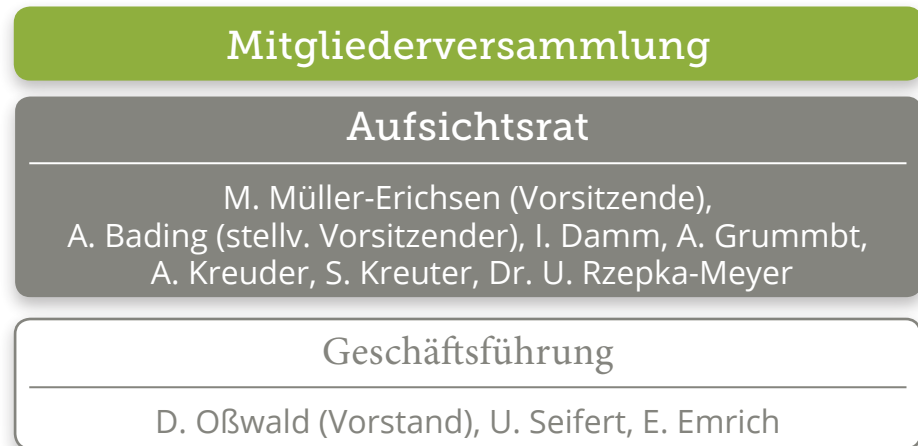 Mitgliederversammlung
Aufsichtsrat
M. Müller-Erichsen (Vorsitzende),
A. Bading (stellv. Vorsitzender), I. Damm, A. Grummbt,
A. Kreuder, S. Kreuter, Dr. U. Rzepka-Meyer
Geschäftsführung
D. Oßwald (Vorstand), U. Seifert, E. Emrich